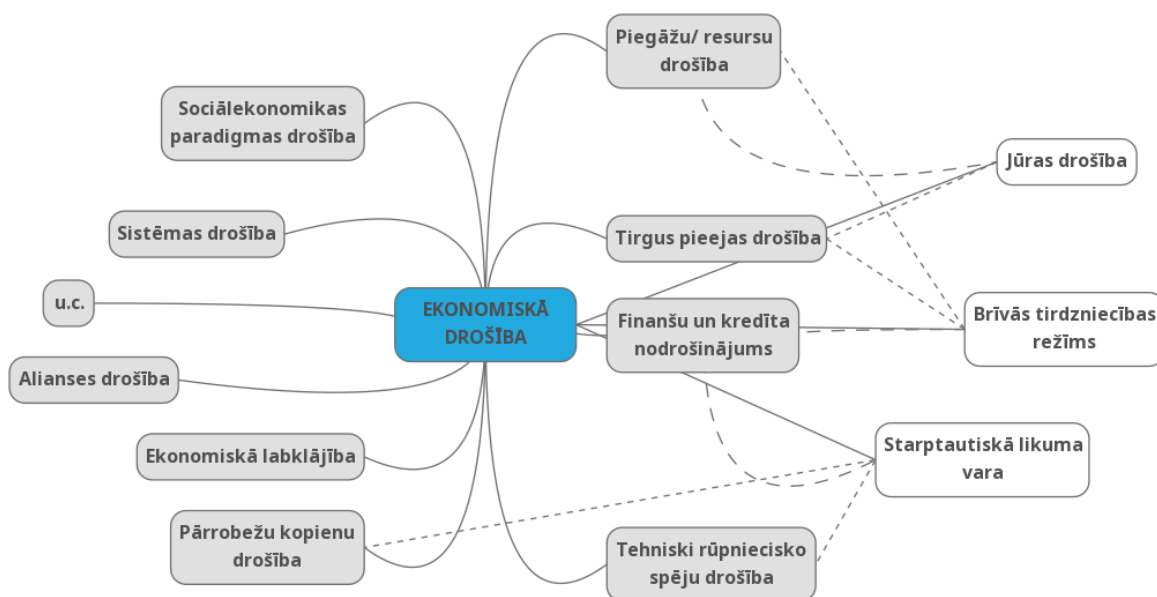 Piegāžu/ resursu
drošība
Sociālekonomikas
paradigmas drošība
Jūras drošība
Sistēmas drošība
Tirgus pieejas drošība
u.c.
EKONOMISKĀ
DROŠĪBA
Finanšu un kredīta
nodrošinājums
Brīvās tirdzniecības
režīms
Alianses drošība
Ekonomiskā labklājība
Starptautiskā likuma
vara
Pārrobežu kopienu
drošība
Tehniski rūpniecisko
spēju drošība